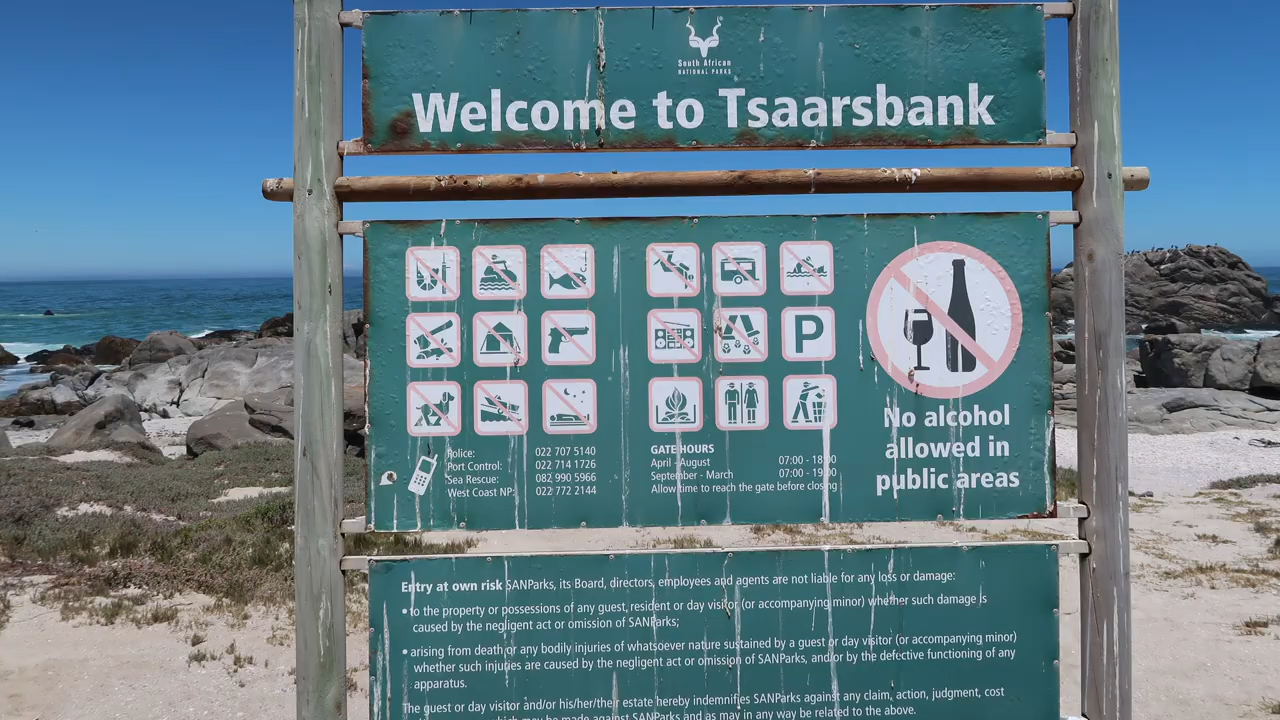 South African
NATIONAL PARKS
Welcome to Tsaarsbank
P
No alcohol
allowed in
public areas
Police: 022 707 5140
Port Control: 022 714 1726
Sea Rescue: 082 990 5966
West Coast NP: 022 772 2144
GATE HOURS
April - August 07:00 - 18:00
September - March 07:00 - 19:00
Allow time to reach the gate before closing
Entry at own risk SANParks, its Board, directors, employees and agents are not liable for any loss or damage:
• to the property or possessions of any guest, resident or day visitor (or accompanying minor) whether such damage is
caused by the negligent act or omission of SANParks;
• arising from death or any bodily injuries of whatsoever nature sustained by a guest or day visitor (or accompanying minor)
whether such injuries are caused by the negligent act or omission of SANParks, and/or by the defective functioning of any
apparatus.
The guest or day visitor and/or his/her/their estate hereby indemnifies SANParks against any claim, action, judgment, cost
which may be made against SANParks and as may in any way be related to the above.